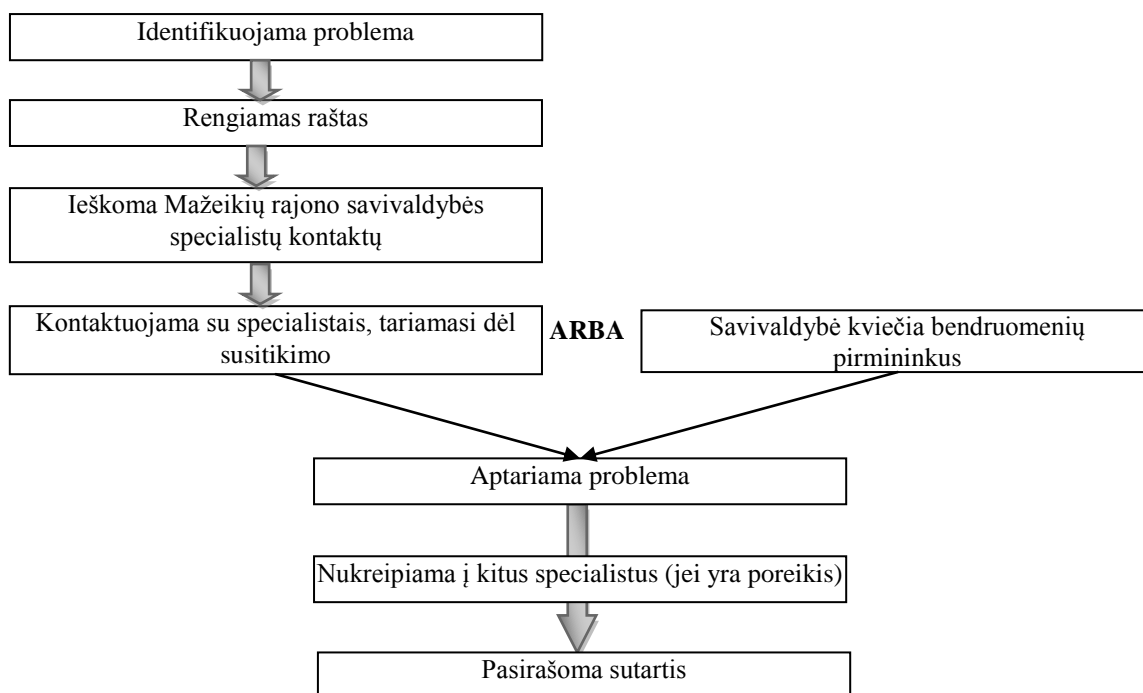 Identifikuojama problema
Rengiamas raštas
Ieškoma Mažeikių rajono savivaldybės
specialistų kontaktų
Kontaktuojama su specialistais, tariamasi dėl
susitikimo
ARBA
Savivaldybė kviečia bendruomenių
pirmininkus
Aptariama problema
Nukreipiama į kitus specialistus (jei yra poreikis)
Pasirašoma sutartis